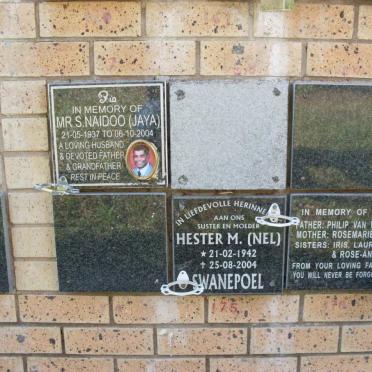 IN MEMORY OF
MR S. NAIDOO (JAYA)
21-05-1937 TO 06-10-2004
A LOVING HUSBAND
& DEVOTED FATHER
& GRANDFATHER
REST IN PEACE
IN LIEFDEVOLLE HERINNE
AAN ONS
SUSTER EN MOEDER
HESTER M. (NEL)
21-02-1942
25-08-2004
SWANEPOEL
IN MEMORY OF
FATHER: PHILIP VAN
MOTHER: ROSEMARIE
SISTERS: IRIS, LAUR
& ROSE-AN
FROM YOUR LOVING FA
YOU WILL NEVER BE FORGO
175